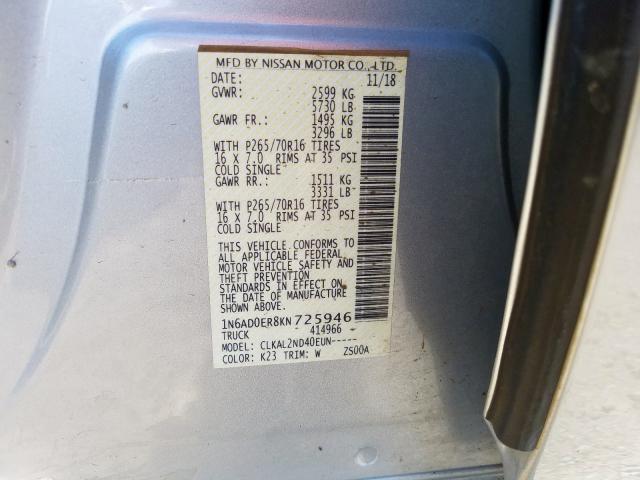 MFD BY NISSAN MOTOR CO., LTD.
DATE: 11/18
GVWR: 2599 KG
5730 LB
GAWR FR.: 1495 KG
3296 LB
WITH P265/70R16 TIRES
16 X 7.0 RIMS AT 35 PSI
COLD SINGLE
GAWR RR.: 1511 KG
3331 LB
WITH P265/70R16 TIRES
16 X 7.0 RIMS AT 35 PSI
COLD SINGLE
THIS VEHICLE CONFORMS TO
ALL APPLICABLE FEDERAL
MOTOR VEHICLE SAFETY AND
THEFT PREVENTION
STANDARDS IN EFFECT ON
THE DATE OF MANUFACTURE
SHOWN ABOVE.
1N6AD0ER8KN725946
TRUCK 414966
MODEL: CLKAL2ND40EUN-----
COLOR: K23 TRIM: W ZS00A